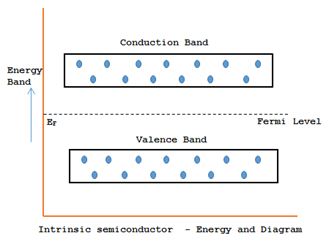 Conduction Band
Energy
Band
EF Fermi Level
Valence Band
Intrinsic semiconductor - Energy and Diagram